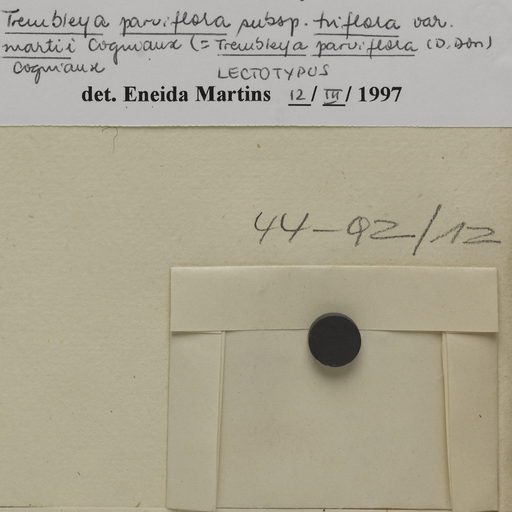 Trembleya parviflora subsp. triflora var.
martii Cogniaux (= Trembleya parviflora (D. Don)
Cogniaux
LECTOTYPUS
det. Eneida Martins 12 / III / 1997
44-92/12